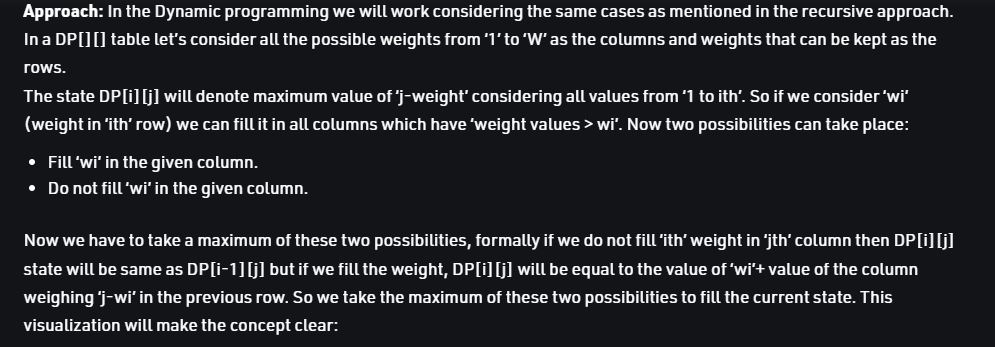 Approach: In the Dynamic programming we will work considering the same cases as mentioned in the recursive approach.
In a DP[][] table let's consider all the possible weights from '1' to 'W' as the columns and weights that can be kept as the
rows.
The state DP[i][j] will denote maximum value of 'j-weight' considering all values from '1 to ith'. So if we consider 'wi'
(weight in 'ith' row) we can fill it in all columns which have 'weight values > wi'. Now two possibilities can take place:
• Fill 'wi' in the given column.
• Do not fill 'wi' in the given column.
Now we have to take a maximum of these two possibilities, formally if we do not fill 'ith' weight in 'jth' column then DP[i][j]
state will be same as DP[i-1][j] but if we fill the weight, DP[i][j] will be equal to the value of 'wi'+ value of the column
weighing 'j-wi' in the previous row. So we take the maximum of these two possibilities to fill the current state. This
visualization will make the concept clear: